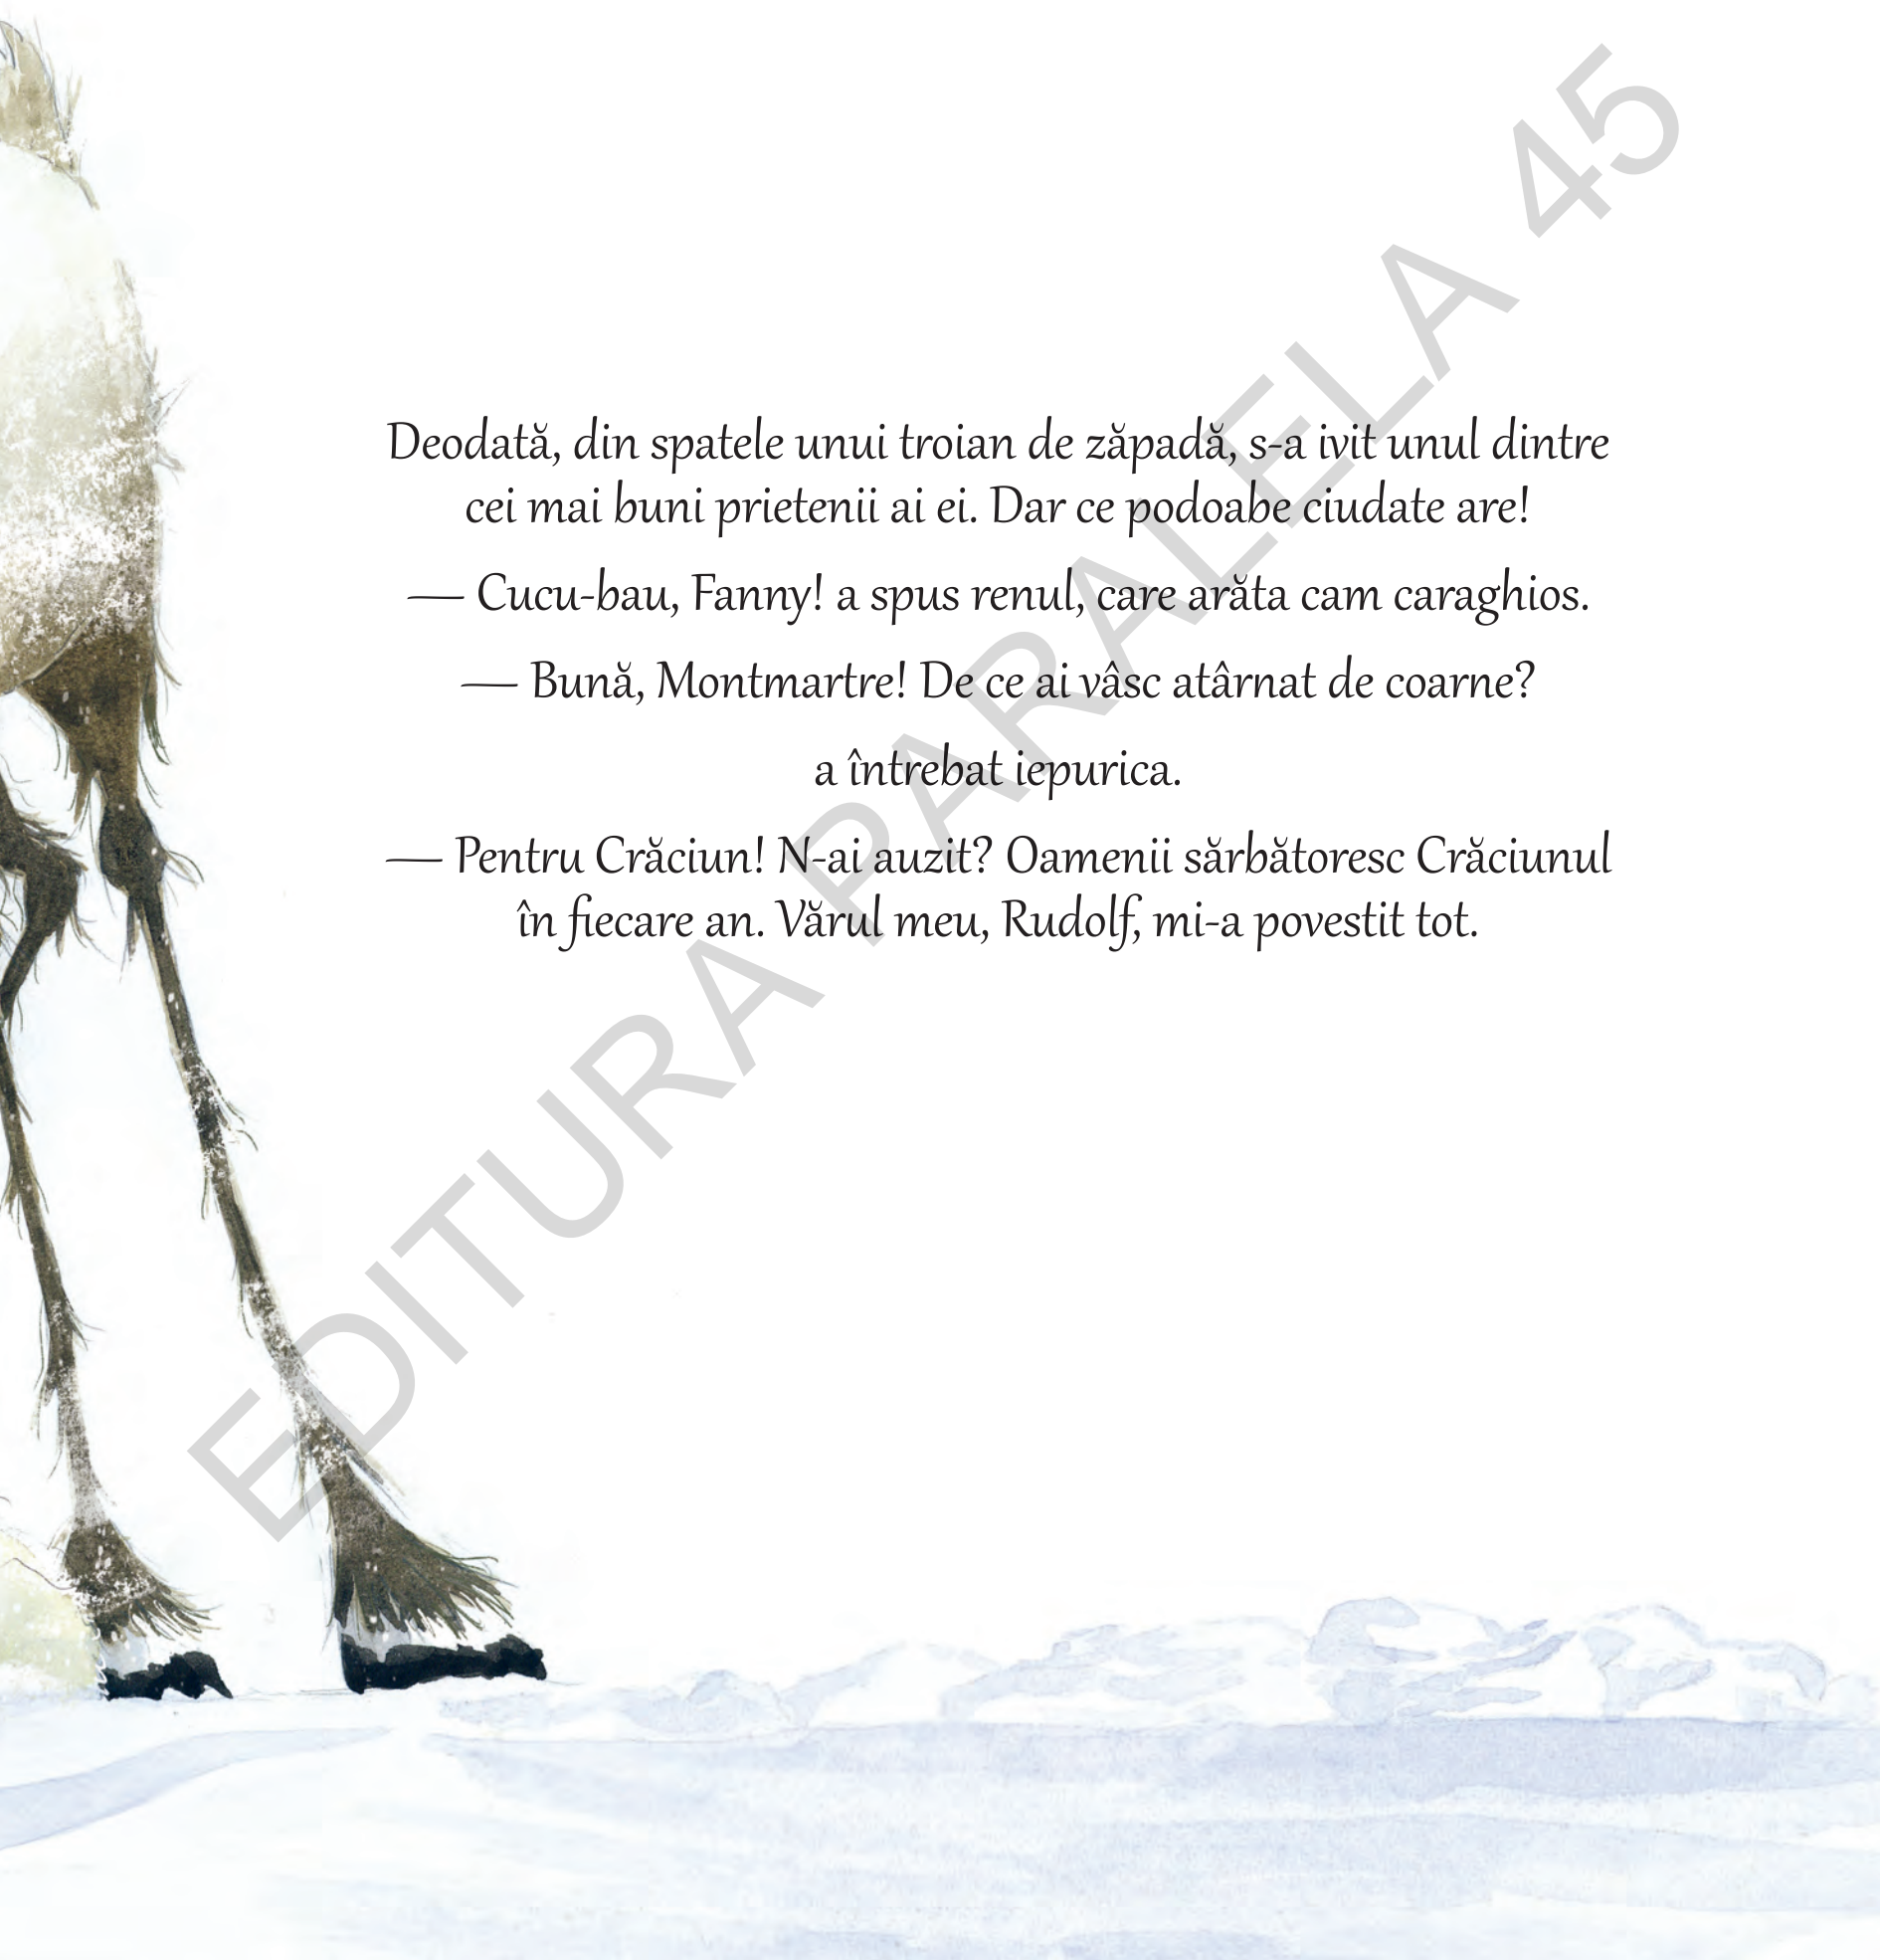 Deodată, din spatele unui troian de zăpadă, s-a ivit unul dintre
cei mai buni prietenii ai ei. Dar ce podoabe ciudate are!
— Cucu-bau, Fanny! a spus renul, care arăta cam caraghios.
— Bună, Montmartre! De ce ai vâsc atârnat de coarne?
a întrebat iepurica.
— Pentru Crăciun! N-ai auzit? Oamenii sărbătoresc Crăciunul
în fiecare an. Vărul meu, Rudolf, mi-a povestit tot.
EDITURA PARALELA 45